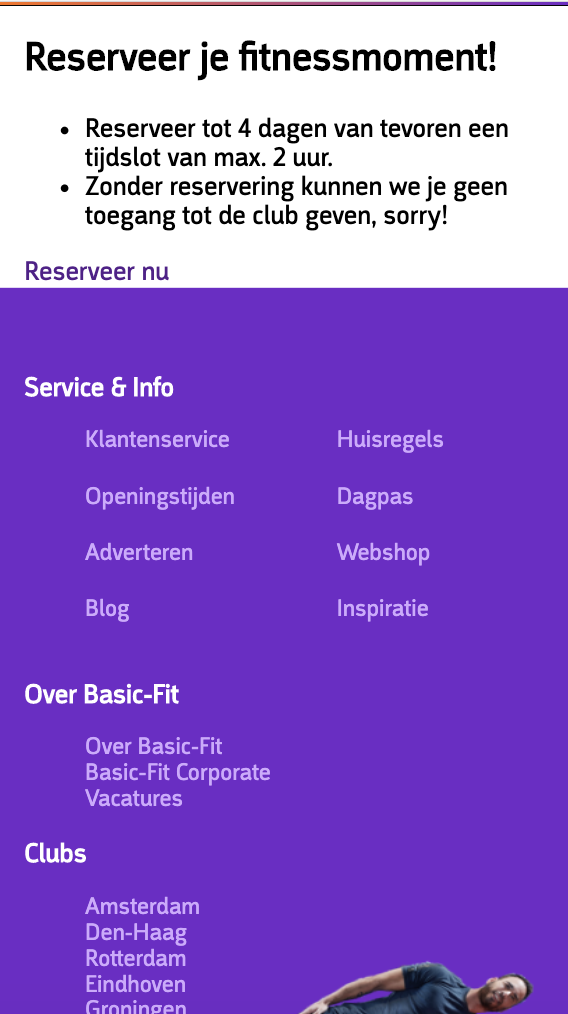 Reserveer je fitnessmoment!
• Reserveer tot 4 dagen van tevoren een
tijdslot van max. 2 uur.
• Zonder reservering kunnen we je geen
toegang tot de club geven, sorry!
Reserveer nu
Service & Info
Klantenservice
Huisregels
Openingstijden
Dagpas
Adverteren
Webshop
Blog
Inspiratie
Over Basic-Fit
Over Basic-Fit
Basic-Fit Corporate
Vacatures
Clubs
Amsterdam
Den-Haag
Rotterdam
Eindhoven
Groningen